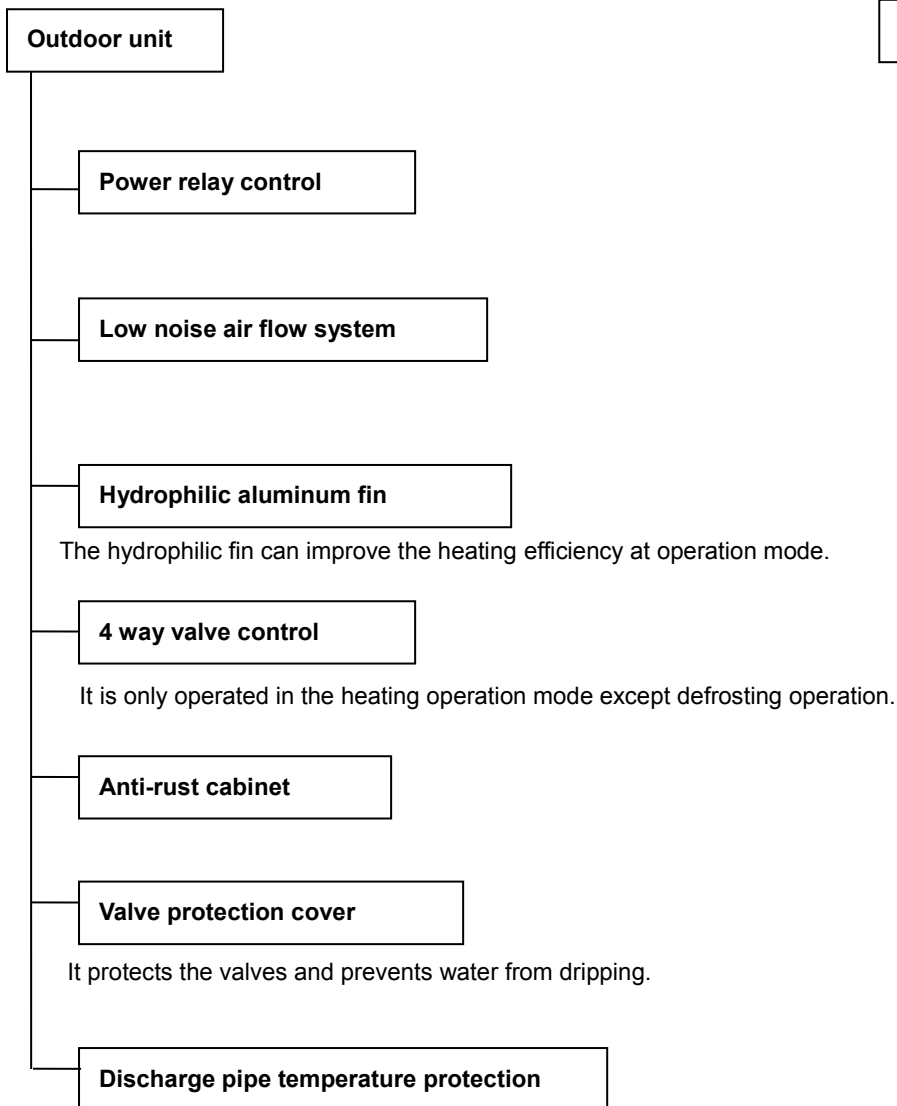 Outdoor unit
Power relay control
Low noise air flow system
Hydrophilic aluminum fin
The hydrophilic fin can improve the heating efficiency at operation mode.
4 way valve control
It is only operated in the heating operation mode except defrosting operation.
Anti-rust cabinet
Valve protection cover
It protects the valves and prevents water from dripping.
Discharge pipe temperature protection